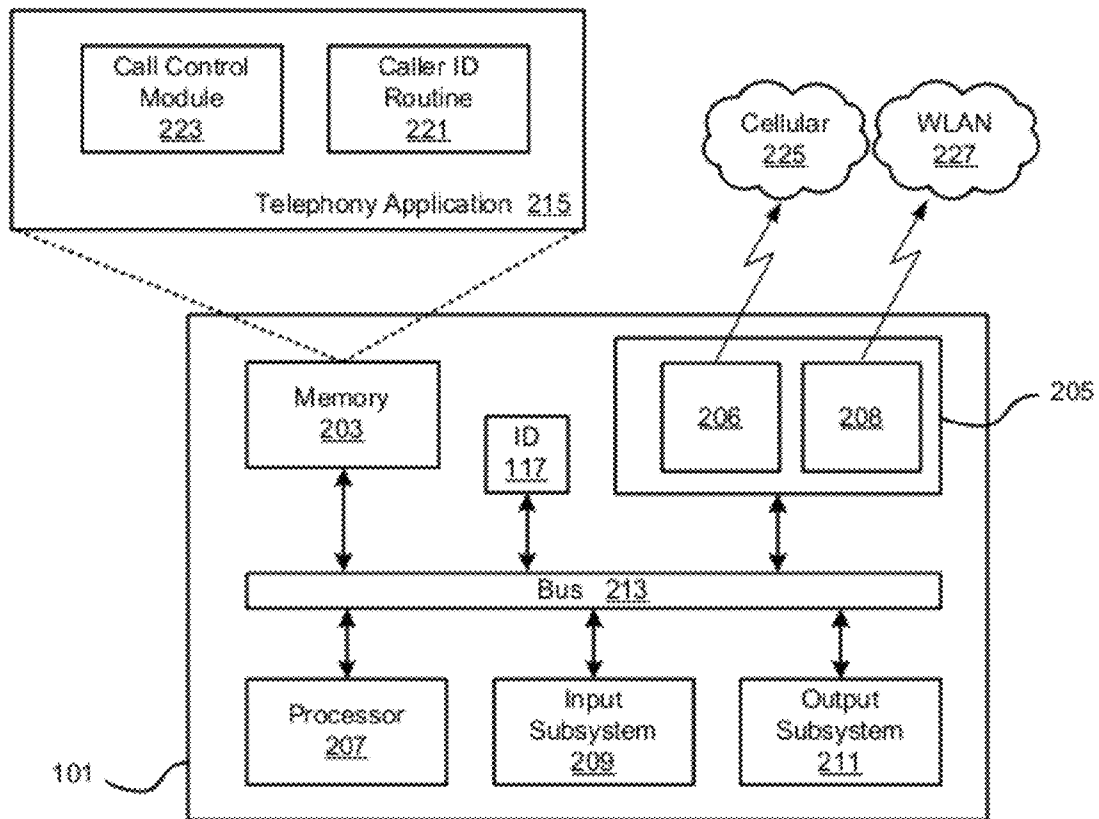 Call Control
Module
223
Caller ID
Routine
221
Telephony Application 215
Cellular
225
WLAN
227
Memory
203
ID
117
206
208
205
Bus 213
Processor
207
Input
Subsystem
209
Output
Subsystem
211
101